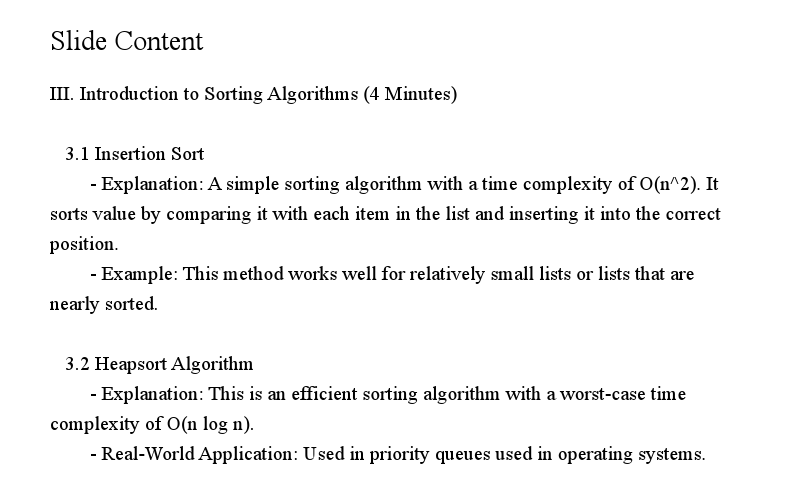 Slide Content
III. Introduction to Sorting Algorithms (4 Minutes)
3.1 Insertion Sort
- Explanation: A simple sorting algorithm with a time complexity of O(n^2). It
sorts value by comparing it with each item in the list and inserting it into the correct
position.
- Example: This method works well for relatively small lists or lists that are
nearly sorted.
3.2 Heapsort Algorithm
- Explanation: This is an efficient sorting algorithm with a worst-case time
complexity of O(n log n).
- Real-World Application: Used in priority queues used in operating systems.